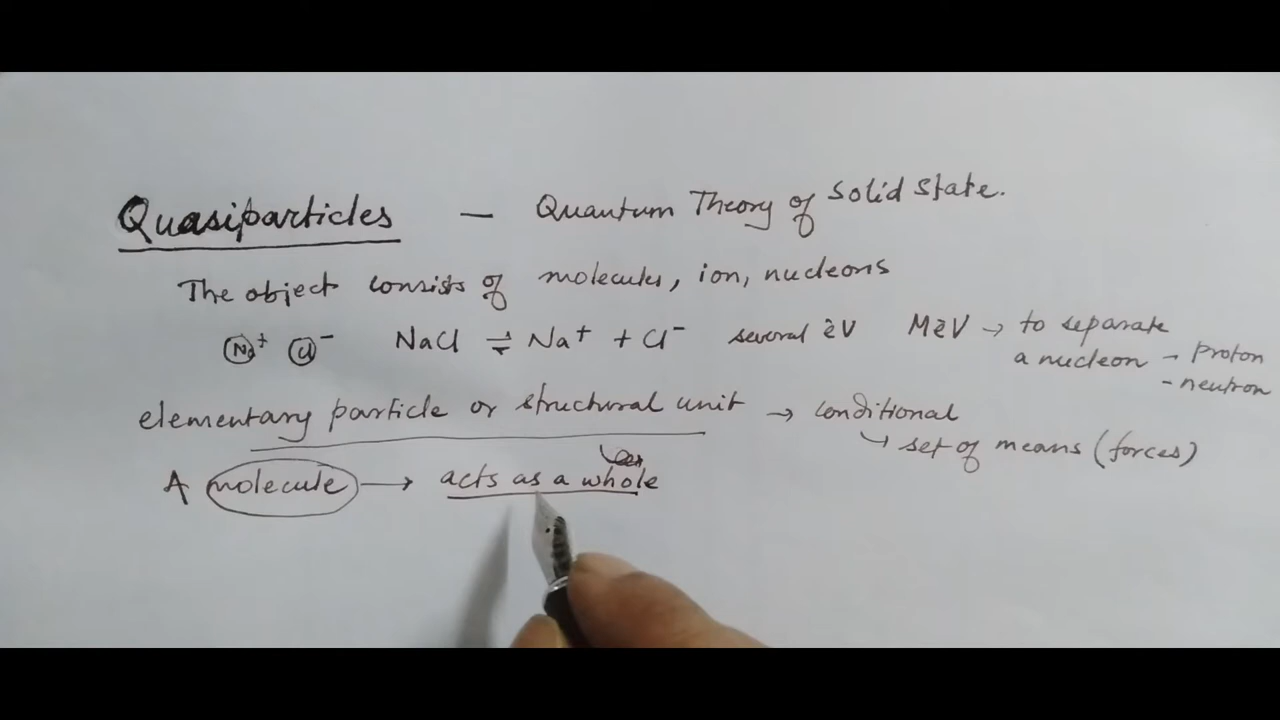 Quasiparticles — Quantum Theory of Solid State.
The object consists of molecules, ion, nucleons
Na+ Cl− NaCl ⇌ Na+ + Cl− several eV MeV → to separate
a nucleon - proton
- neutron
elementary particle or structural unit → conditional
↳ set of means (forces)
A molecule → acts as a whole